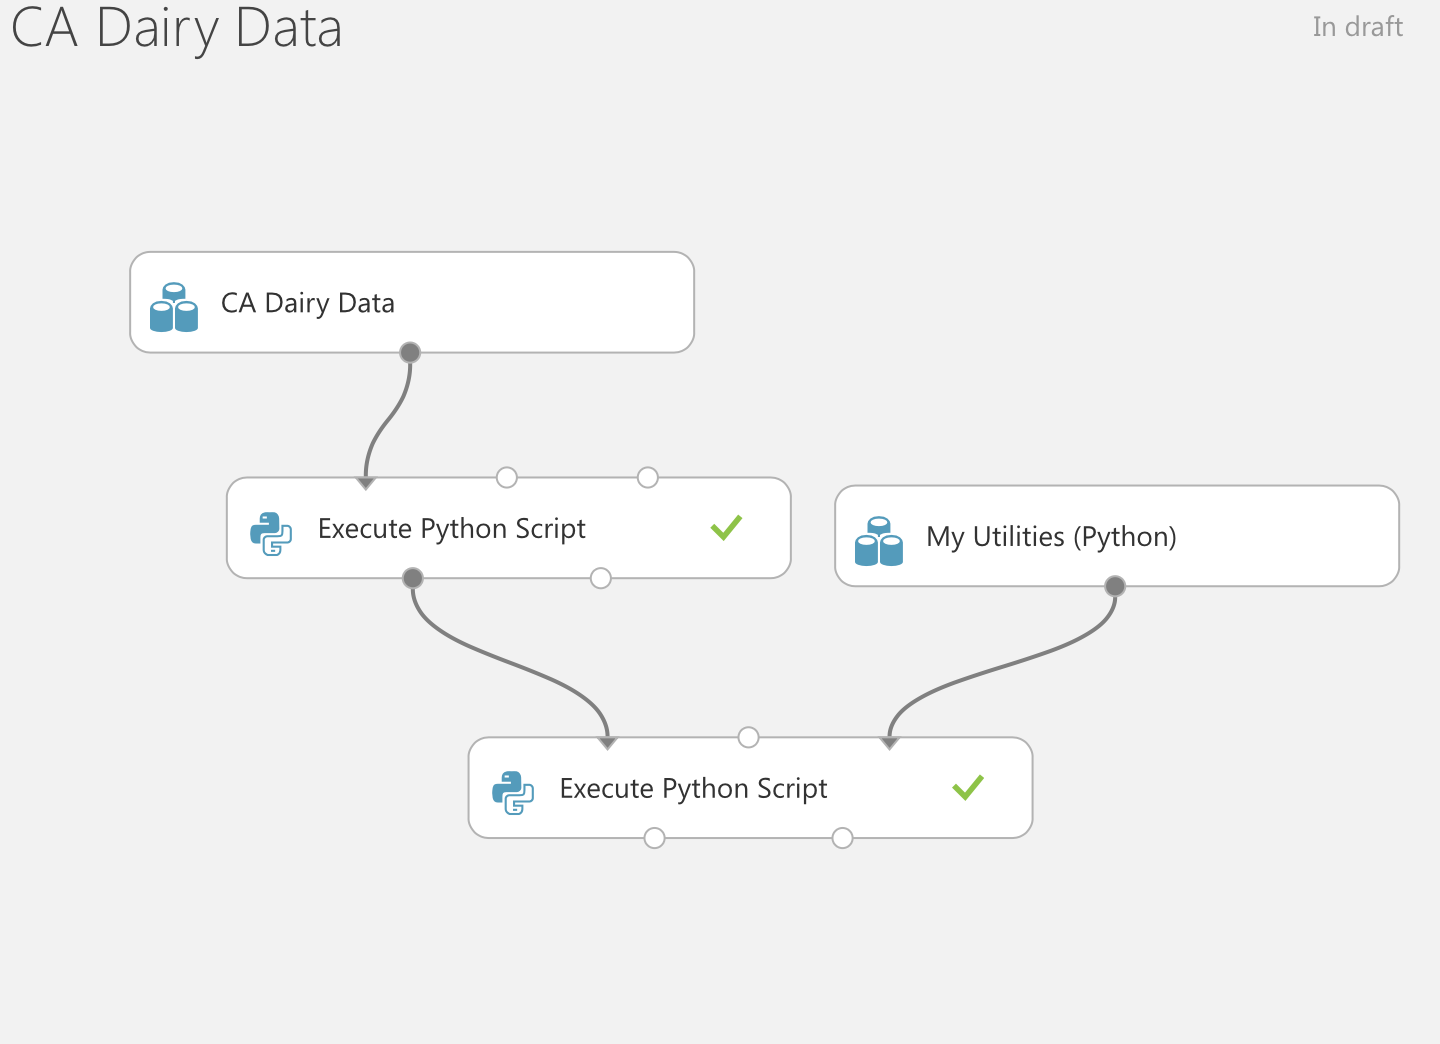 CA Dairy Data
In draft
CA Dairy Data
Execute Python Script
My Utilities (Python)
Execute Python Script